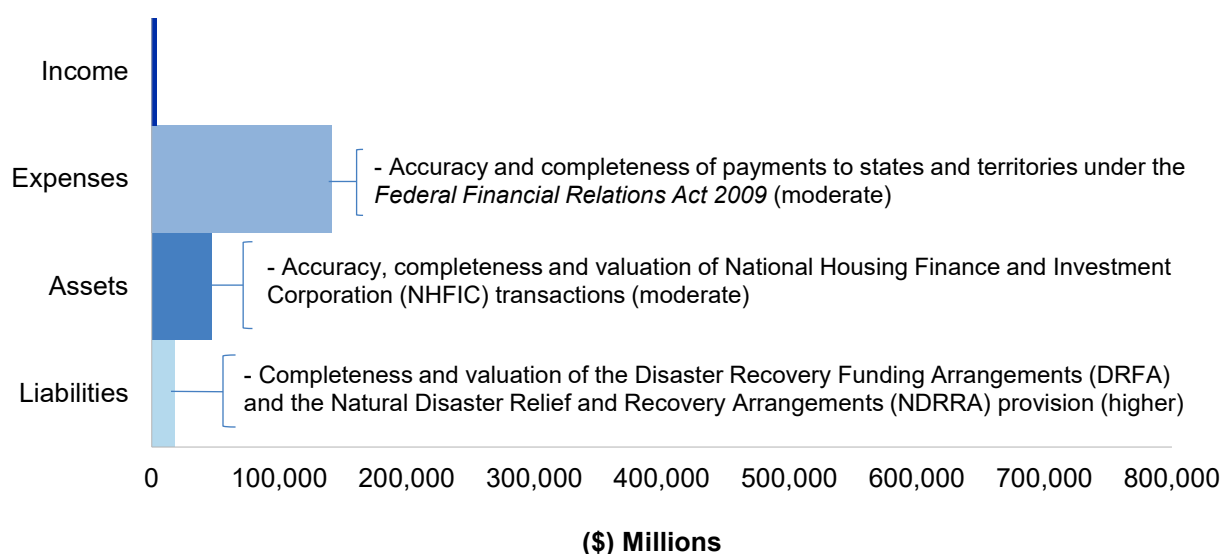 Income
Expenses
- Accuracy and completeness of payments to states and territories under the
Federal Financial Relations Act 2009 (moderate)
Assets
- Accuracy, completeness and valuation of National Housing Finance and Investment
Corporation (NHFIC) transactions (moderate)
Liabilities
- Completeness and valuation of the Disaster Recovery Funding Arrangements (DRFA)
and the Natural Disaster Relief and Recovery Arrangements (NDRRA) provision (higher)
0 100,000 200,000 300,000 400,000 500,000 600,000 700,000 800,000
($) Millions